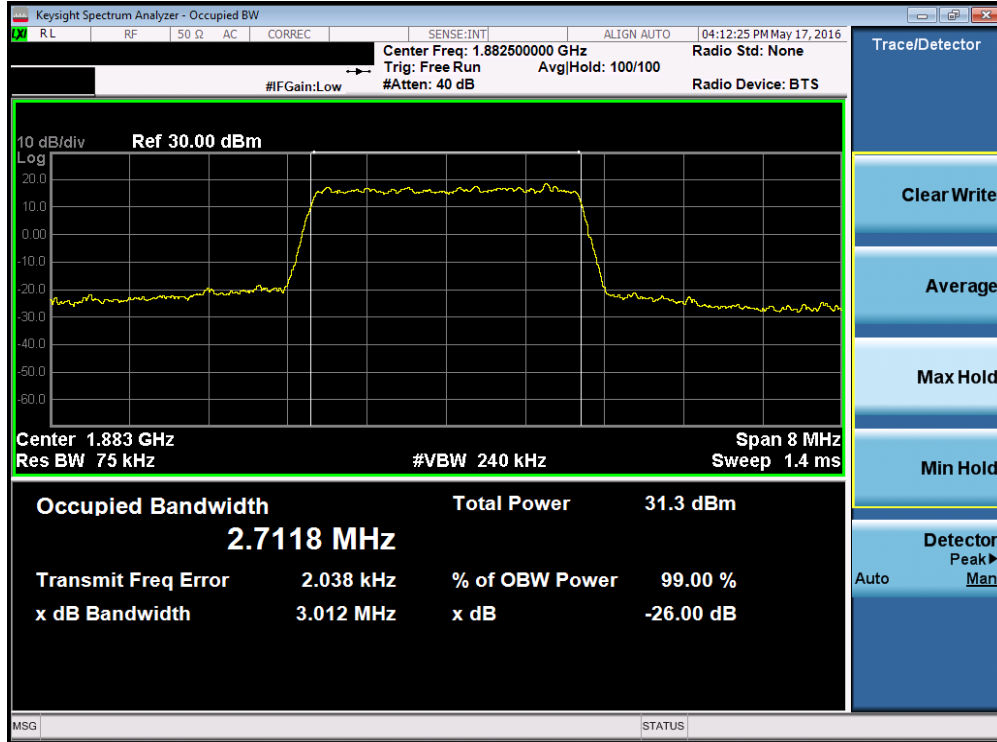 Keysight Spectrum Analyzer - Occupied BW
LXI RL RF 50 Ω AC CORREC SENSE:INT ALIGN AUTO 04:12:25 PM May 17, 2016
Center Freq: 1.882500000 GHz Radio Std: None
Trig: Free Run Avg|Hold: 100/100
#IFGain:Low #Atten: 40 dB Radio Device: BTS
10 dB/div Ref 30.00 dBm
Log
20.0
10.0
0.00
-10.0
-20.0
-30.0
-40.0
-50.0
-60.0
Center 1.883 GHz Span 8 MHz
Res BW 75 kHz #VBW 240 kHz Sweep 1.4 ms
Occupied Bandwidth Total Power 31.3 dBm
2.7118 MHz
Transmit Freq Error 2.038 kHz % of OBW Power 99.00 %
x dB Bandwidth 3.012 MHz x dB -26.00 dB
MSG STATUS
Trace/Detector
Clear Write
Average
Max Hold
Min Hold
Detector
Peak▶
Auto Man